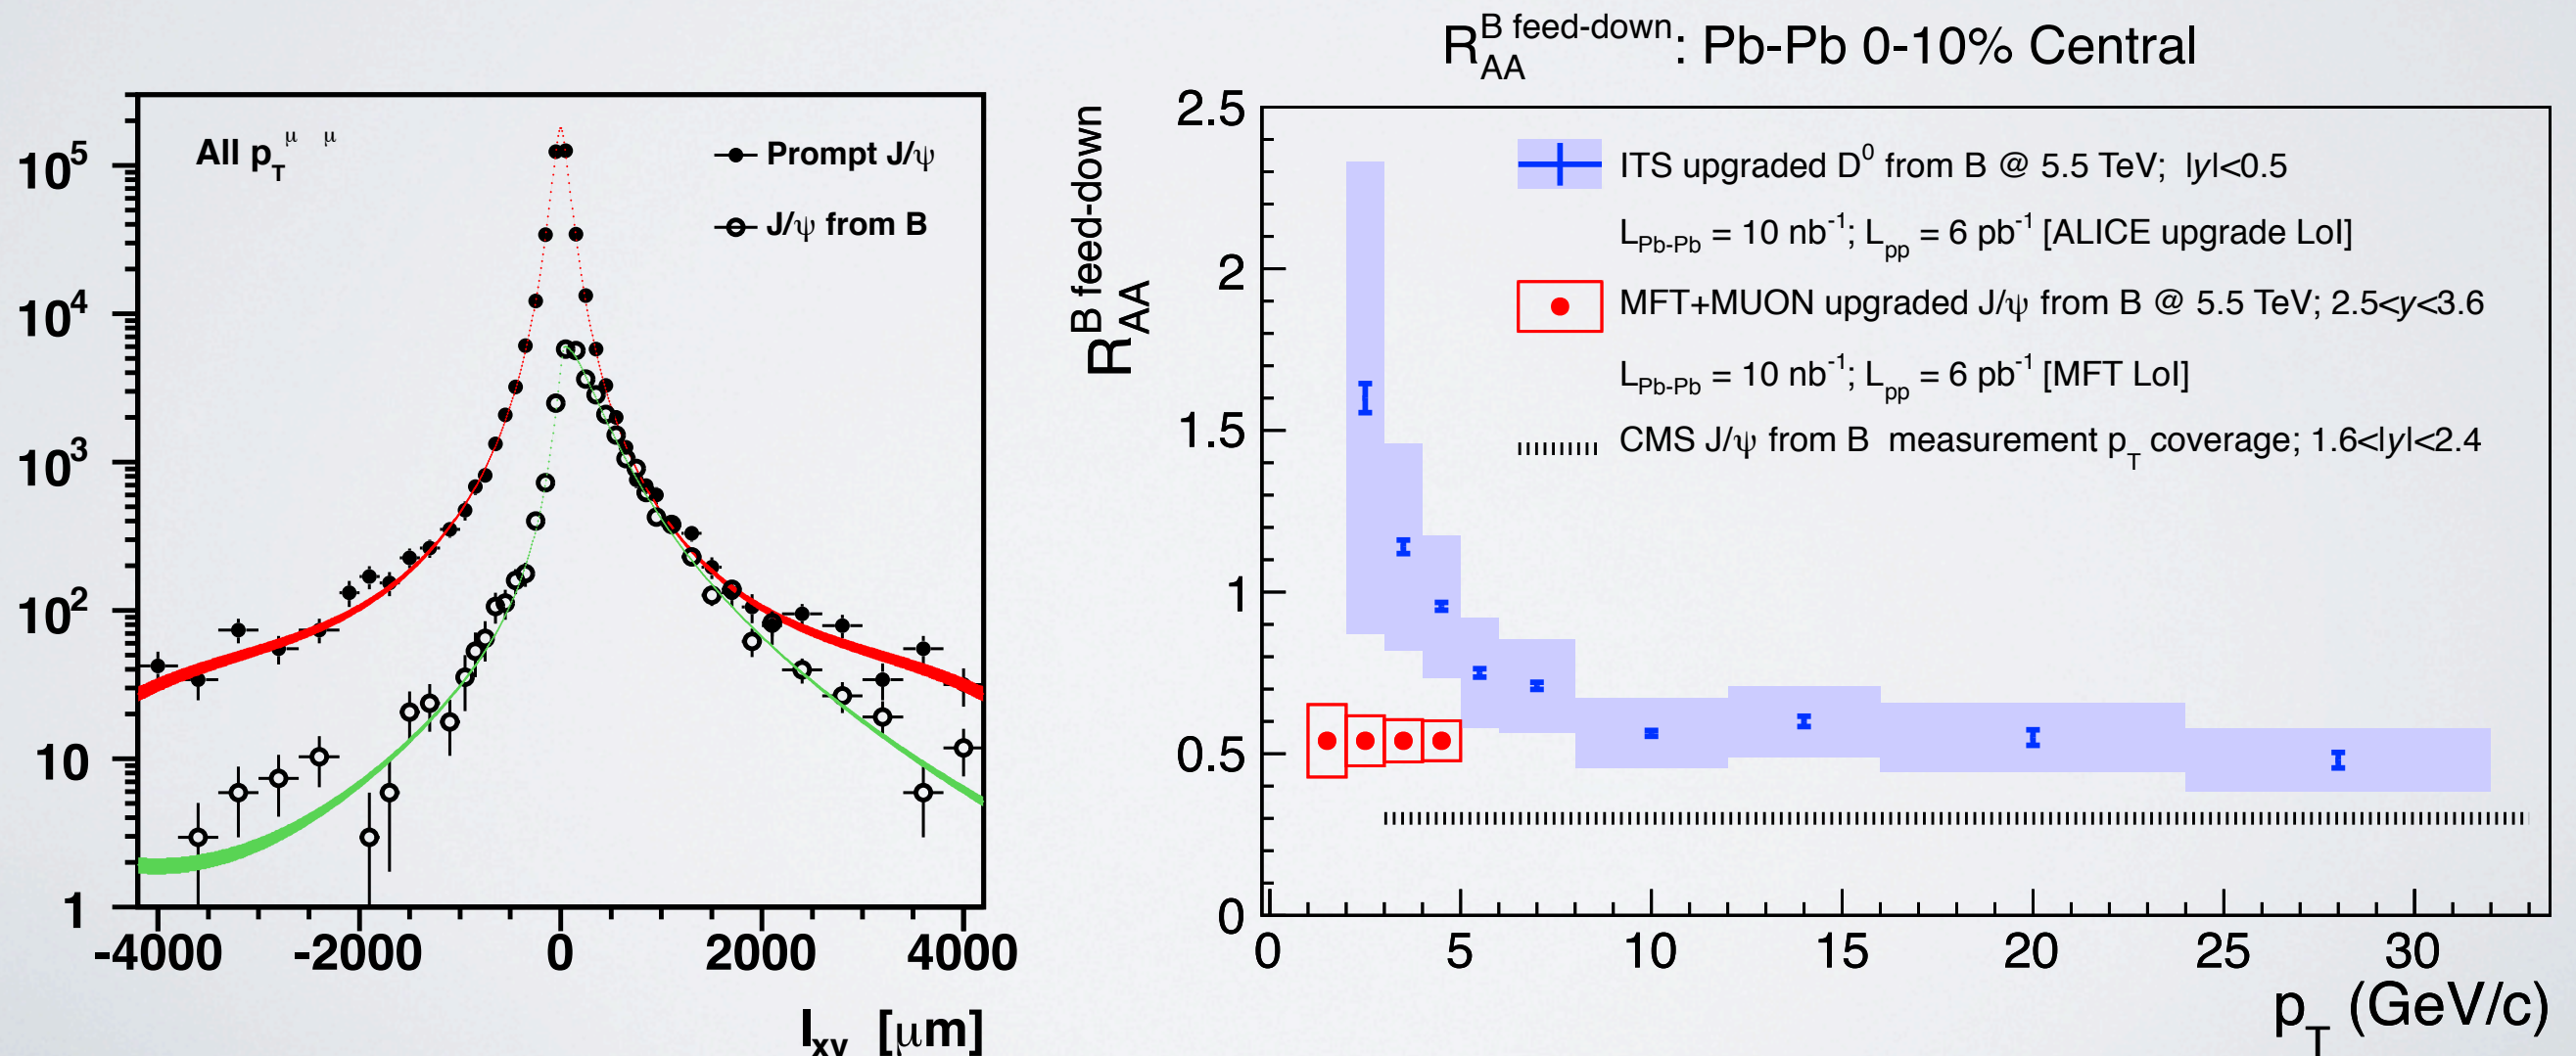 All p_T^μ μ
Prompt J/ψ
J/ψ from B
10^5
10^4
10^3
10^2
10
1
-4000 -2000 0 2000 4000
l_xy [μm]
R_AA^B feed-down: Pb-Pb 0-10% Central
R_AA^B feed-down
2.5
2
1.5
1
0.5
0
ITS upgraded D^0 from B @ 5.5 TeV; |y|<0.5
L_Pb-Pb = 10 nb^-1; L_pp = 6 pb^-1 [ALICE upgrade LoI]
MFT+MUON upgraded J/ψ from B @ 5.5 TeV; 2.5<y<3.6
L_Pb-Pb = 10 nb^-1; L_pp = 6 pb^-1 [MFT LoI]
CMS J/ψ from B measurement p_T coverage; 1.6<|y|<2.4
0 5 10 15 20 25 30
p_T (GeV/c)